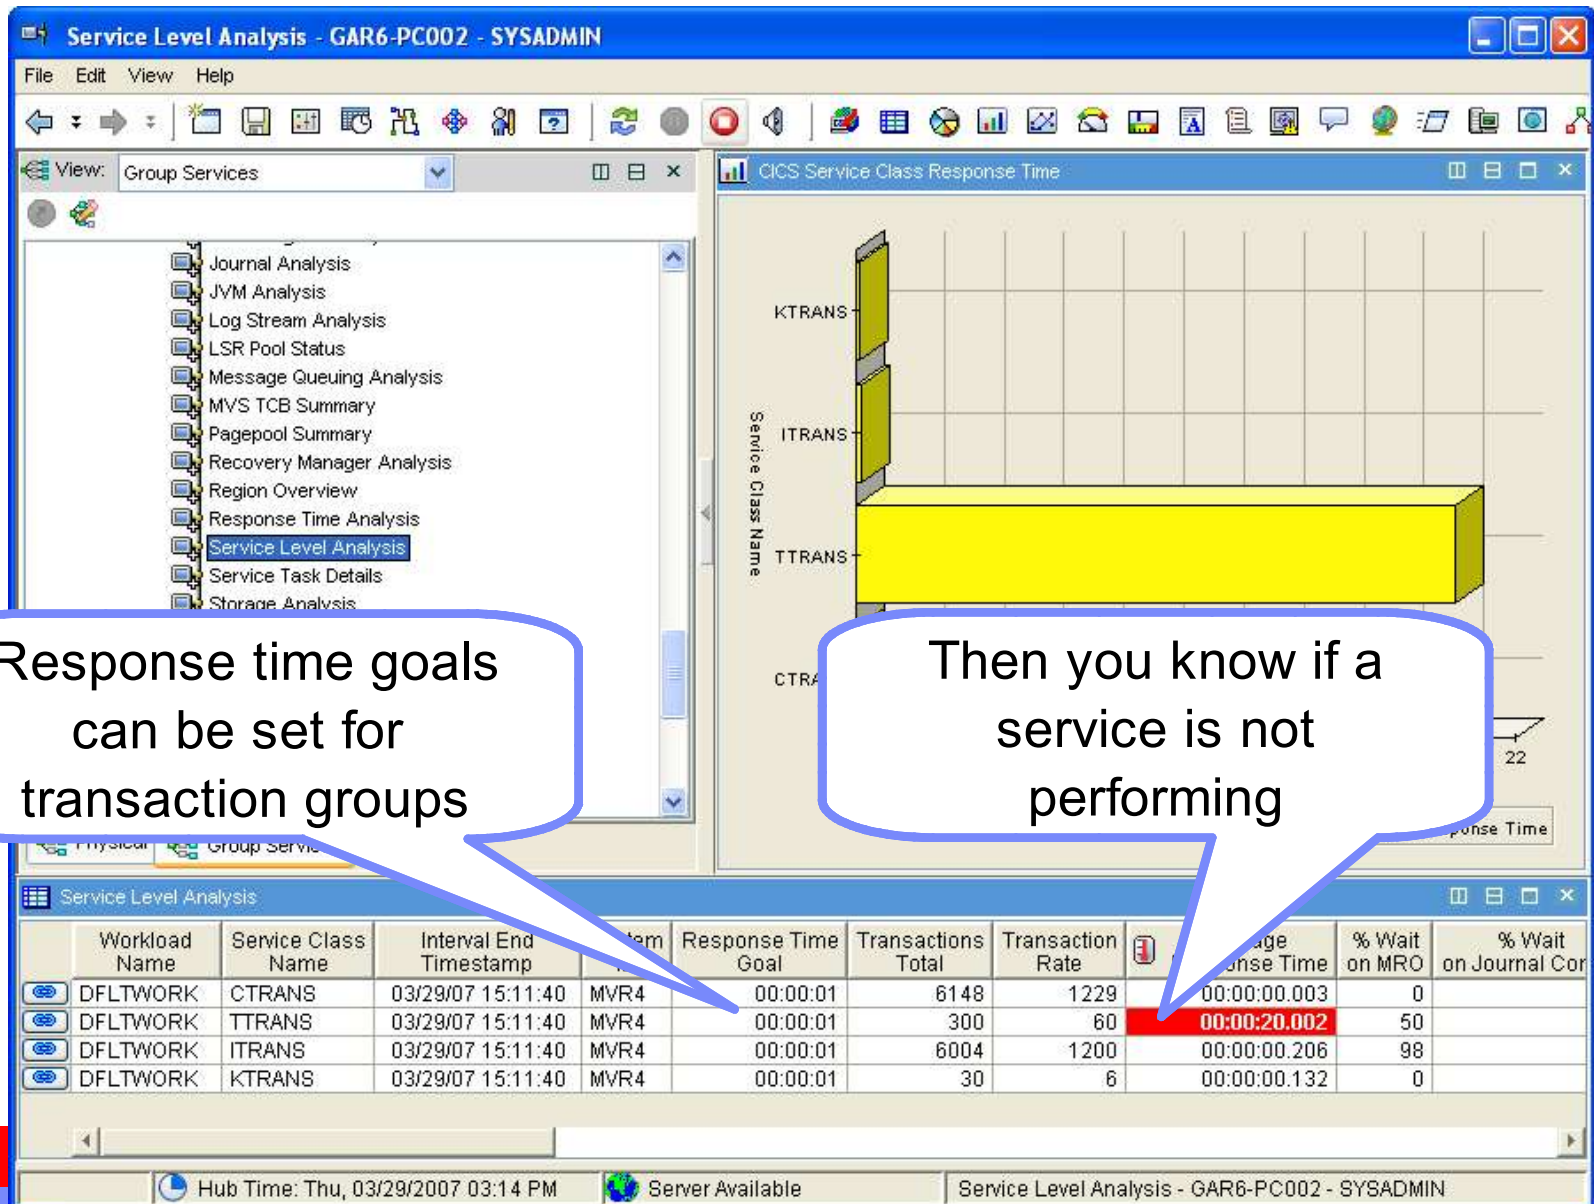 Service Level Analysis - GAR6-PC002 - SYSADMIN
File Edit View Help
View: Group Services
Journal Analysis
JVM Analysis
Log Stream Analysis
LSR Pool Status
Message Queuing Analysis
MVS TCB Summary
Pagepool Summary
Recovery Manager Analysis
Region Overview
Response Time Analysis
Service Level Analysis
Service Task Details
Storage Analysis
Physical
CICS Service Class Response Time
Service Class Name
KTRANS
ITRANS
TTRANS
22
Time
Response time goals
can be set for
transaction groups
Then you know if a
service is not
performing
Service Level Analysis
Workload Name Service Class Name Interval End Timestamp Response Time Goal Transactions Total Transaction Rate Time % Wait on MRO % Wait on Journal
DFLTWORK CTRANS 03/29/07 15:11:40 MVR4 00:00:01 6148 1229 00:00:00.003 0
DFLTWORK TTRANS 03/29/07 15:11:40 MVR4 00:00:01 300 60 00:00:20.002 50
DFLTWORK ITRANS 03/29/07 15:11:40 MVR4 00:00:01 6004 1200 00:00:00.206 98
DFLTWORK KTRANS 03/29/07 15:11:40 MVR4 00:00:01 30 6 00:00:00.132 0
Hub Time: Thu, 03/29/2007 03:14 PM Server Available Service Level Analysis - GAR6-PC002 - SYSADMIN